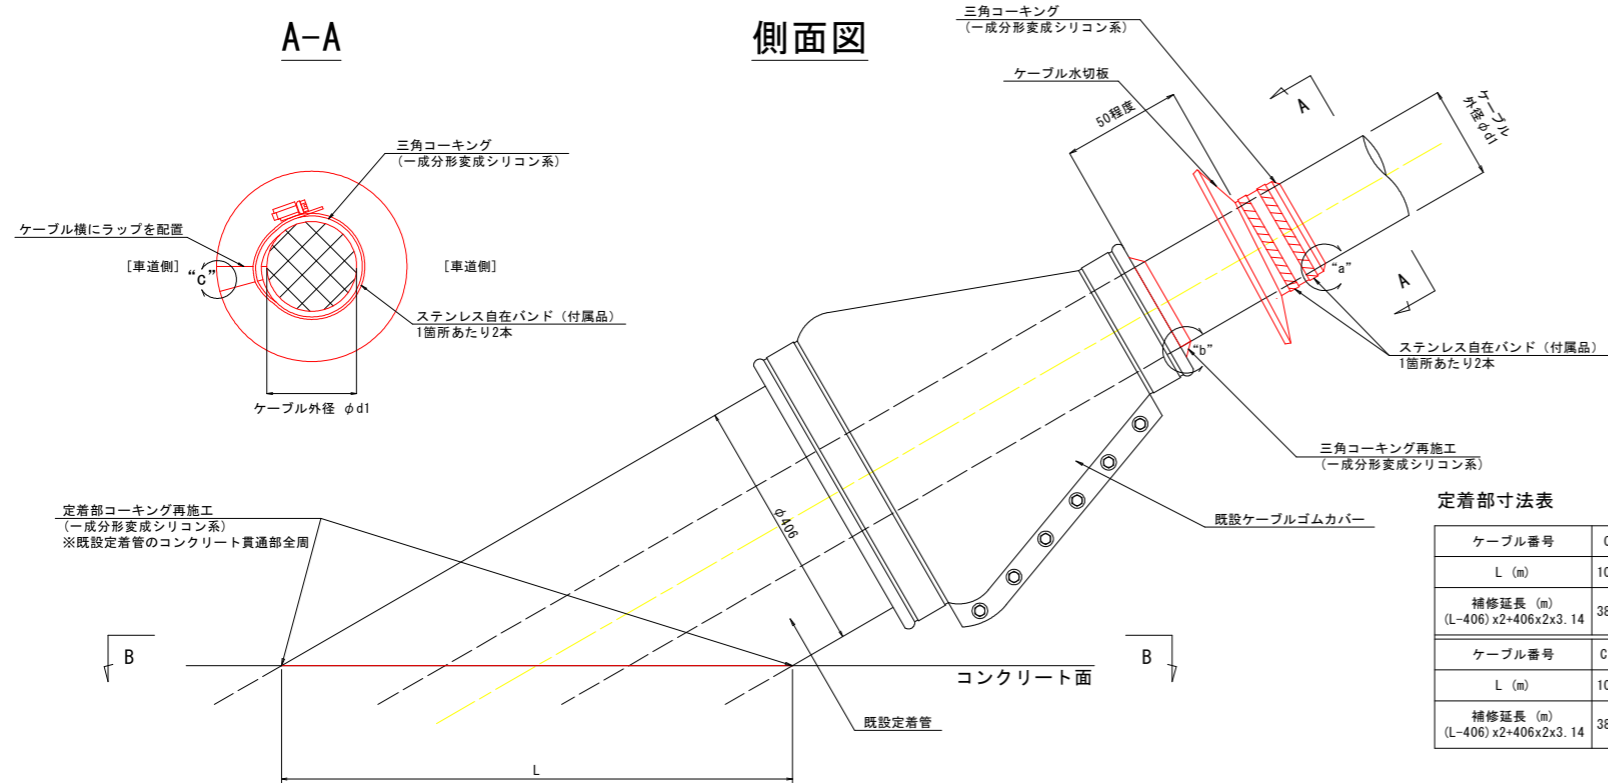 A-A
側面図
三角コーキング
(一成分形変成シリコン系)
ケーブル水切板
50程度
A
ケーブル
外径φd1
三角コーキング
(一成分形変成シリコン系)
ケーブル横にラップを配置
[車道側]
“c”
[車道側]
ステンレス自在バンド（付属品）
1箇所あたり2本
ケーブル外径 φd1
“a”
A
“b”
ステンレス自在バンド（付属品）
1箇所あたり2本
三角コーキング再施工
(一成分形変成シリコン系)
φ406
既設ケーブルゴムカバー
定着部コーキング再施工
(一成分形変成シリコン系)
※既設定着管のコンクリート貫通部全周
B
B
コンクリート面
既設定着管
L
定着部寸法表
ケーブル番号
L (m) 10
補修延長 (m) 38
(L-406)x2+406x2x3.14
ケーブル番号 C
L (m) 10
補修延長 (m) 38
(L-406)x2+406x2x3.14